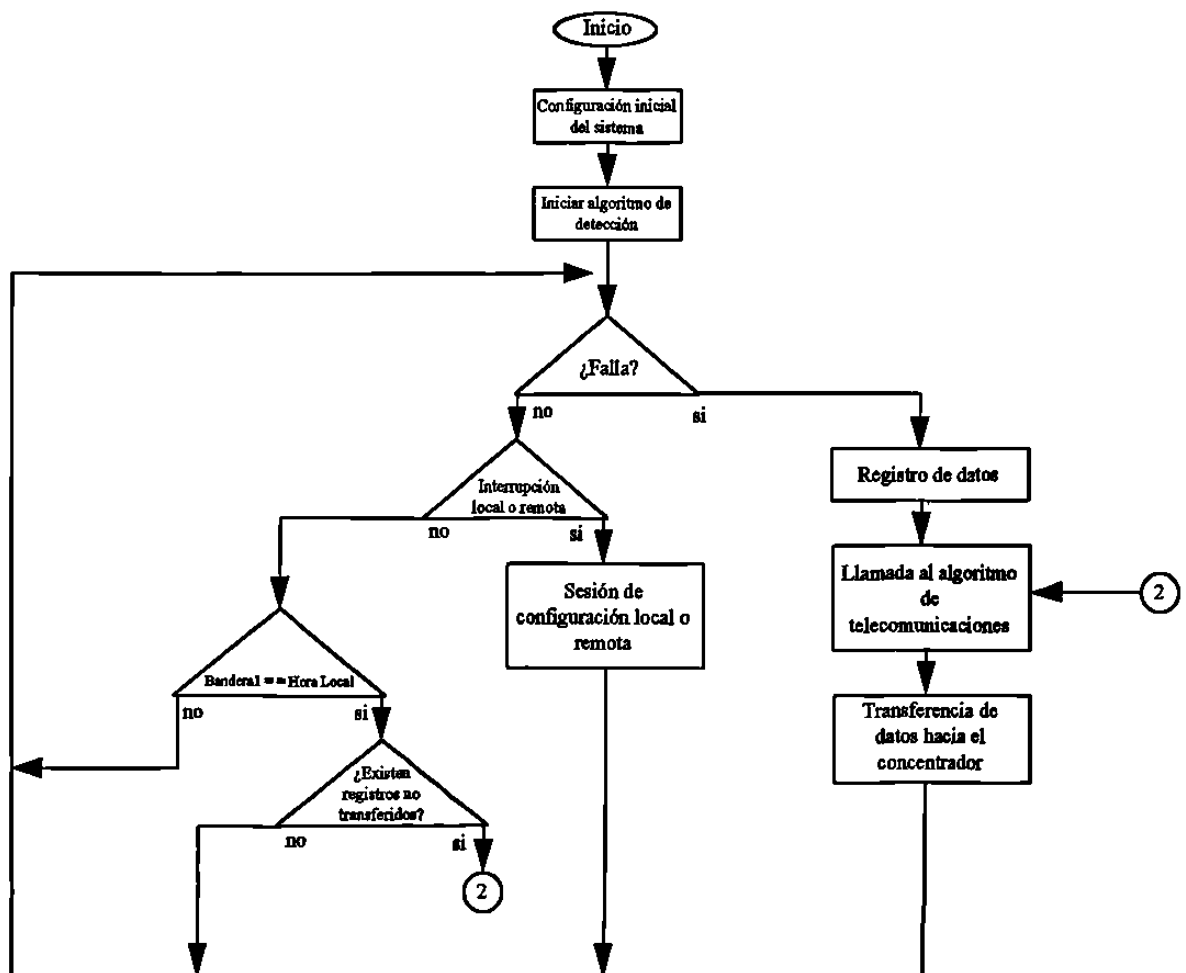 Inicio
Configuración inicial
del sistema
Iniciar algoritmo de
detección
¿Falla?
no
si
Interrupción
local o remota
no
si
Registro de datos
Sesión de
configuración local o
remota
Llamada al algoritmo
de
telecomunicaciones
2
Bandera1 == Hora Local
no
si
Transferencia de
datos hacia el
concentrador
¿Existen
registros no
transferidos?
no
si
2